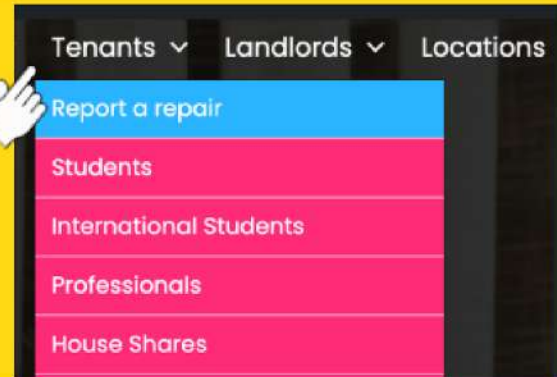 Tenants Landlords Locations
Report a repair
Students
International Students
Professionals
House Shares